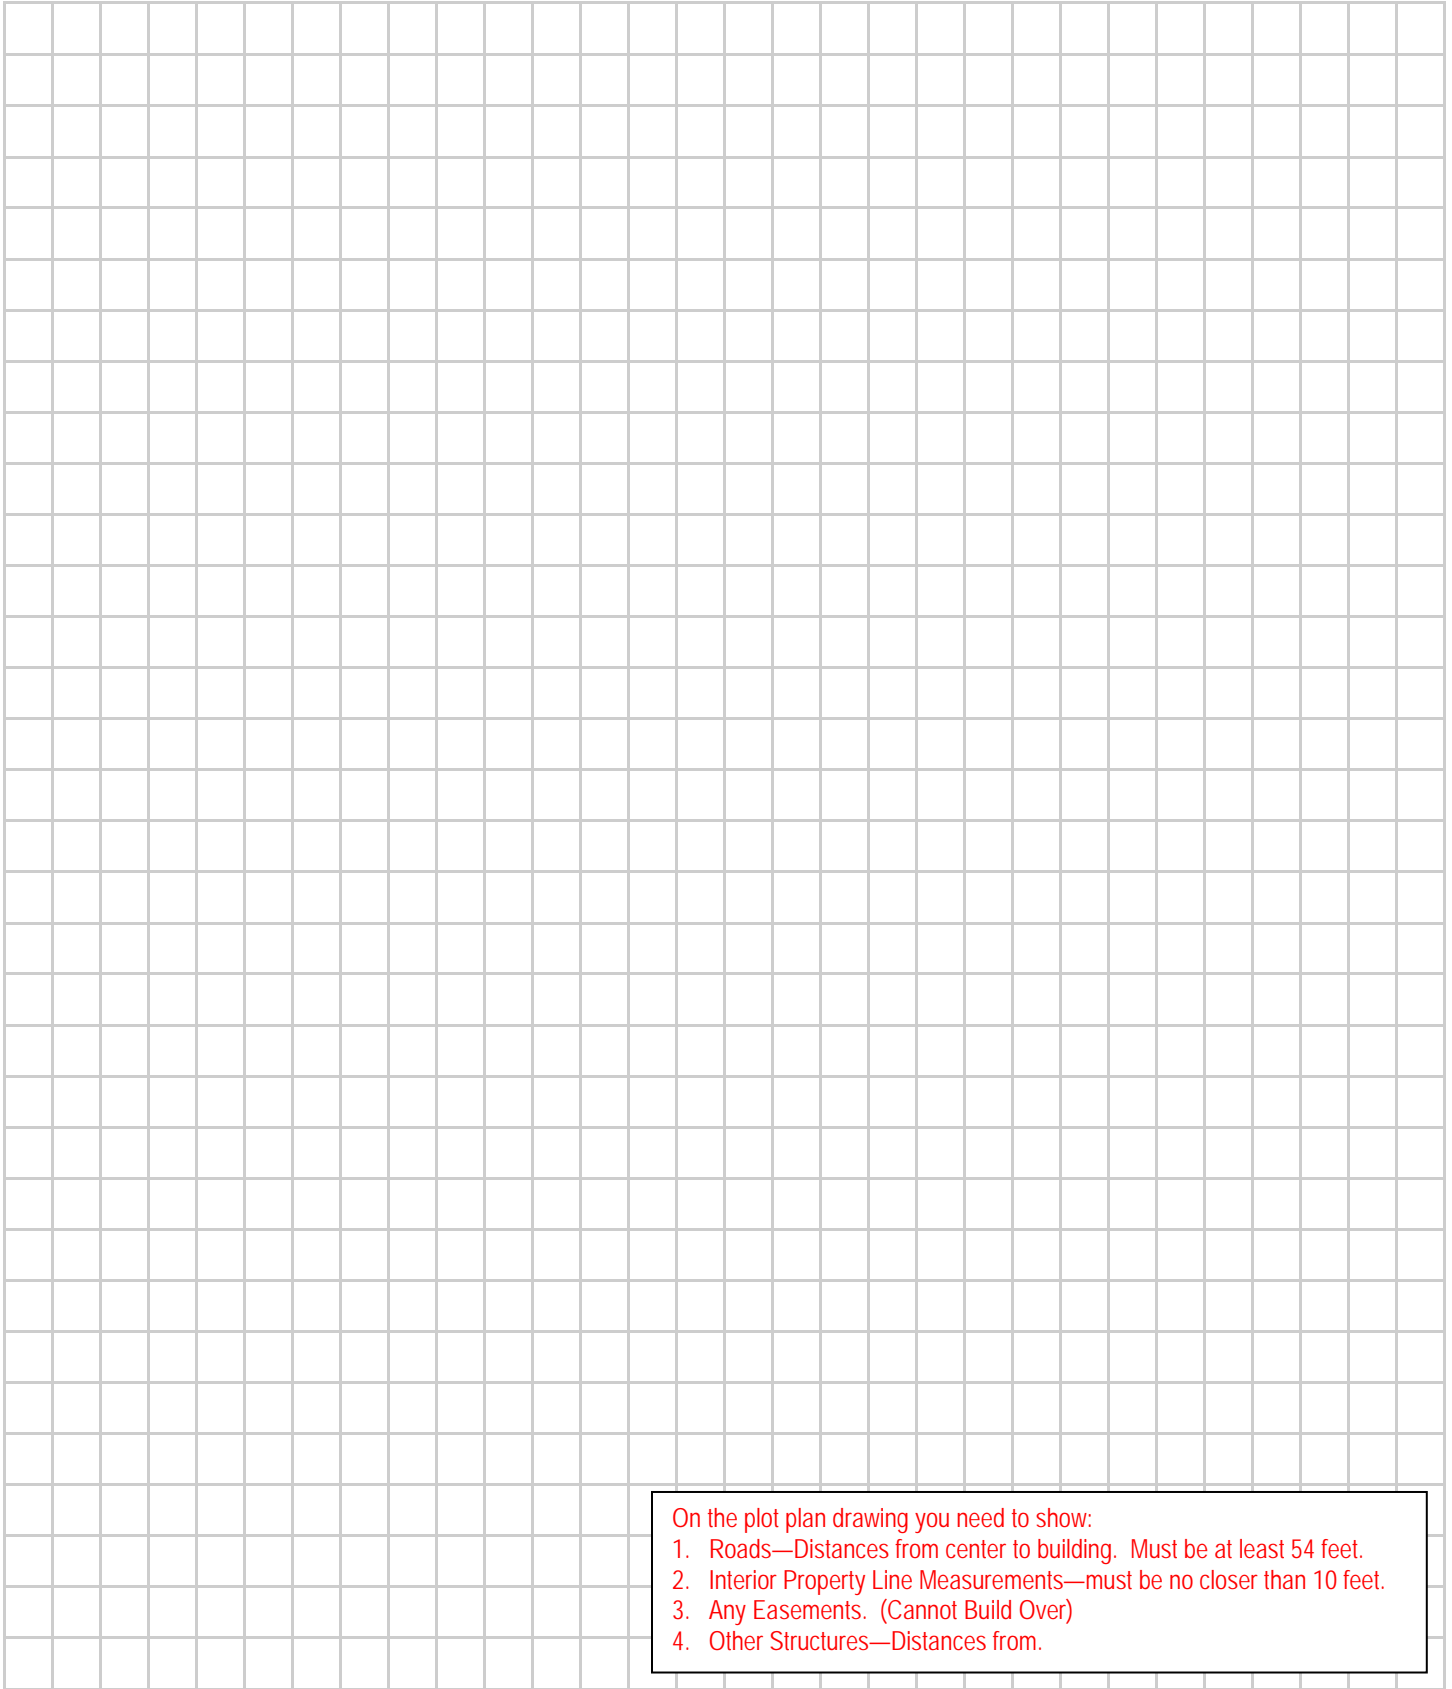 On the plot plan drawing you need to show:
1. Roads—Distances from center to building. Must be at least 54 feet.
2. Interior Property Line Measurements—must be no closer than 10 feet.
3. Any Easements. (Cannot Build Over)
4. Other Structures—Distances from.